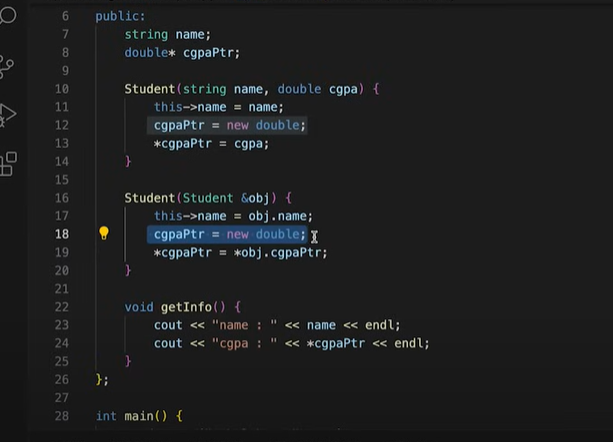 6 public:
7 string name;
8 double* cgpaPtr;
9
10 Student(string name, double cgpa) {
11 this->name = name;
12 cgpaPtr = new double;
13 *cgpaPtr = cgpa;
14 }
15
16 Student(Student &obj) {
17 this->name = obj.name;
18 cgpaPtr = new double;
19 *cgpaPtr = *obj.cgpaPtr;
20 }
21
22 void getInfo() {
23 cout << "name : " << name << endl;
24 cout << "cgpa : " << *cgpaPtr << endl;
25 }
26 };
27
28 int main() {